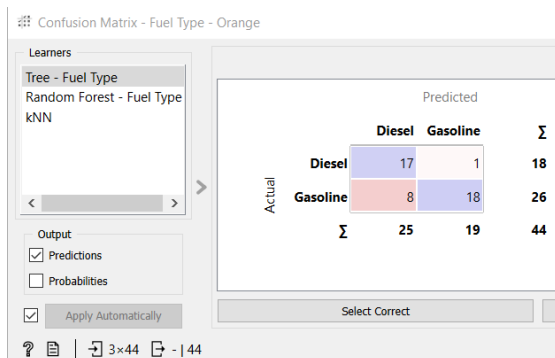 Confusion Matrix - Fuel Type - Orange
Learners
Tree - Fuel Type
Random Forest - Fuel Type
kNN
Output
Predictions
Probabilities
Apply Automatically
Predicted
Diesel Gasoline Σ
Actual
Diesel 17 1 18
Gasoline 8 18 26
Σ 25 19 44
Select Correct
? 3×44 - | 44